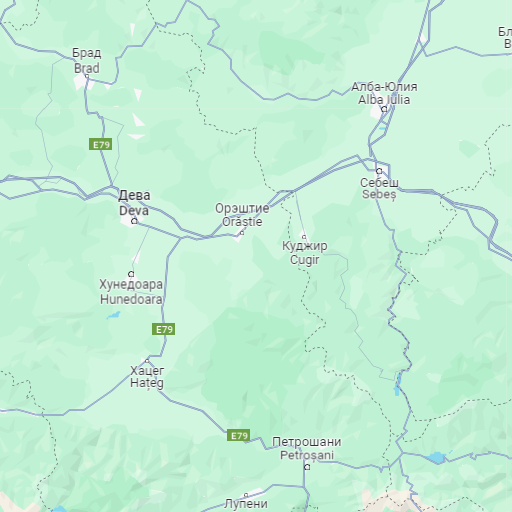 Брад
Brad
Бл
B
Алба-Юлия
Alba Iulia
E79
Себеш
Sebeș
Дева
Deva
Орэштие
Orăștie
Куджир
Cugir
Хунедоара
Hunedoara
E79
Хацег
Hațeg
E79
Петрошани
Petroșani
Лупени